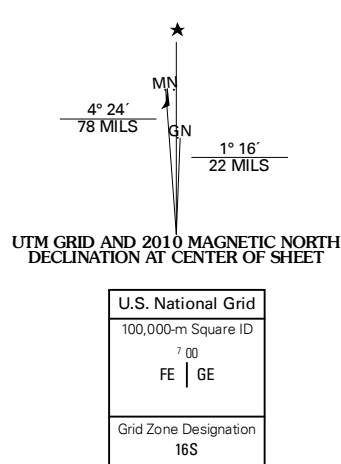 ★
MN
4° 24´
78 MILS
GN
1° 16´
22 MILS
UTM GRID AND 2010 MAGNETIC NORTH
DECLINATION AT CENTER OF SHEET
U.S. National Grid
100,000-m Square ID
7 00
FE | GE
Grid Zone Designation
16S